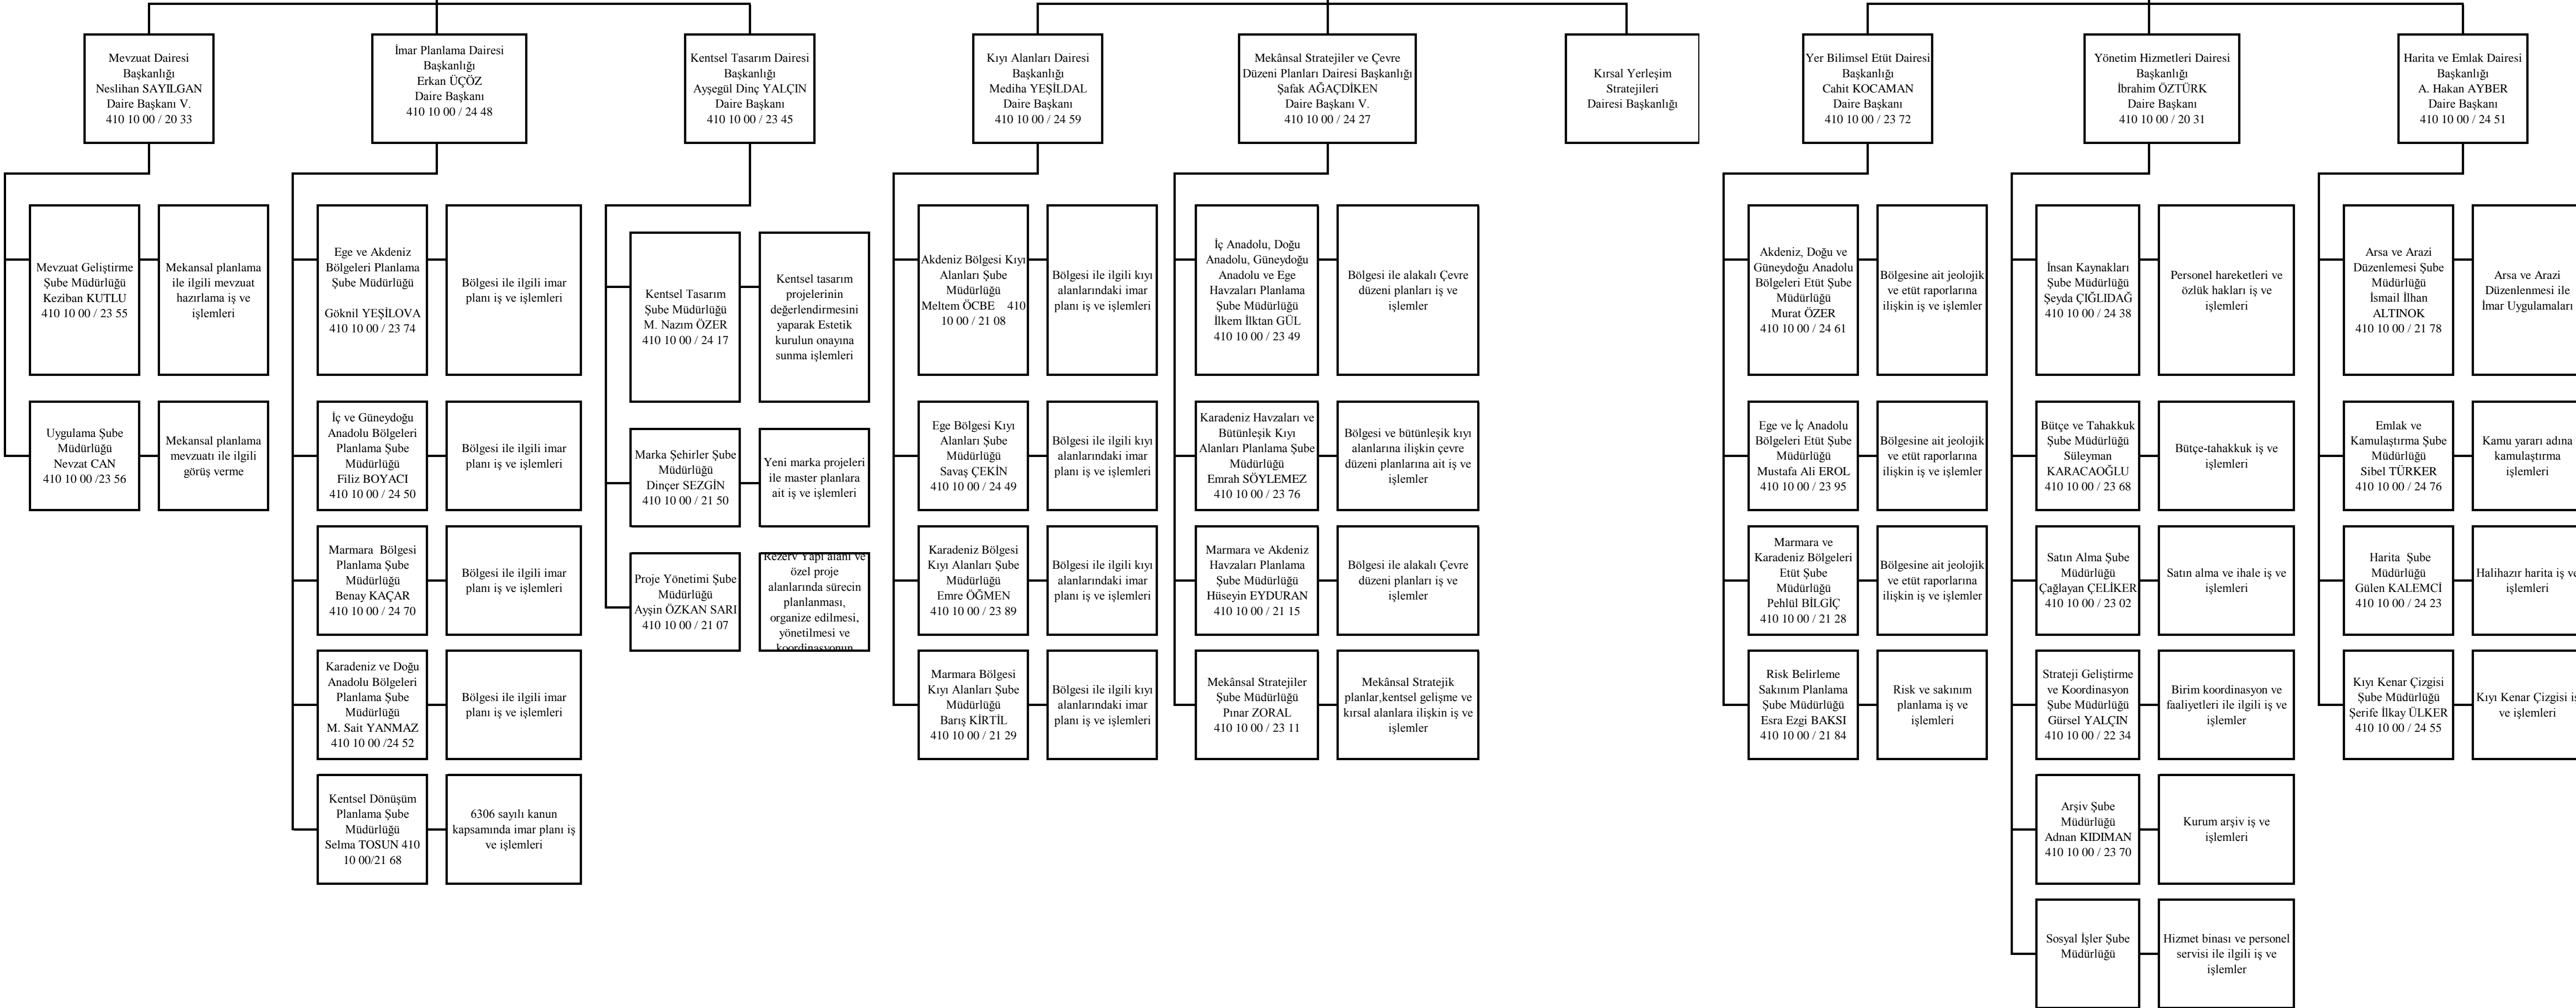 Mevzuat Dairesi
Başkanlığı
Neslihan SAYILGAN
Daire Başkanı V.
410 10 00 / 20 33
İmar Planlama Dairesi
Başkanlığı
Erkan ÜÇÖZ
Daire Başkanı
410 10 00 / 24 48
Kentsel Tasarım Dairesi
Başkanlığı
Ayşegül Dinç YALÇIN
Daire Başkanı
410 10 00 / 23 45
Kıyı Alanları Dairesi
Başkanlığı
Mediha YEŞİLDAL
Daire Başkanı
410 10 00 / 24 59
Mekânsal Stratejiler ve Çevre
Düzeni Planları Dairesi Başkanlığı
Şafak AĞAÇDİKEN
Daire Başkanı V.
410 10 00 / 24 27
Kırsal Yerleşim
Stratejileri
Dairesi Başkanlığı
Yer Bilimsel Etüt Dairesi
Başkanlığı
Cahit KOCAMAN
Daire Başkanı
410 10 00 / 23 72
Yönetim Hizmetleri Dairesi
Başkanlığı
İbrahim ÖZTÜRK
Daire Başkanı
410 10 00 / 20 31
Harita ve Emlak Dairesi
Başkanlığı
A. Hakan AYBER
Daire Başkanı
410 10 00 / 24 51
Mevzuat Geliştirme
Şube Müdürlüğü
Keziban KUTLU
410 10 00 / 23 55
Mekansal planlama
ile ilgili mevzuat
hazırlama iş ve
işlemleri
Uygulama Şube
Müdürlüğü
Nevzat CAN
410 10 00 /23 56
Mekansal planlama
mevzuatı ile ilgili
görüş verme
Ege ve Akdeniz
Bölgeleri Planlama
Şube Müdürlüğü
Göknil YEŞİLOVA
410 10 00 / 23 74
Bölgesi ile ilgili imar
planı iş ve işlemleri
İç ve Güneydoğu
Anadolu Bölgeleri
Planlama Şube
Müdürlüğü
Filiz BOYACI
410 10 00 / 24 50
Bölgesi ile ilgili imar
planı iş ve işlemleri
Marmara  Bölgesi
Planlama Şube
Müdürlüğü
Benay KAÇAR
410 10 00 / 24 70
Bölgesi ile ilgili imar
planı iş ve işlemleri
Karadeniz ve Doğu
Anadolu Bölgeleri
Planlama Şube
Müdürlüğü
M. Sait YANMAZ
410 10 00 /24 52
Bölgesi ile ilgili imar
planı iş ve işlemleri
Kentsel Dönüşüm
Planlama Şube
Müdürlüğü
Selma TOSUN 410
10 00/21 68
6306 sayılı kanun
kapsamında imar planı iş
ve işlemleri
Kentsel Tasarım
Şube Müdürlüğü
M. Nazım ÖZER
410 10 00 / 24 17
Kentsel tasarım
projelerinin
değerlendirmesini
yaparak Estetik
kurulun onayına
sunma işlemleri
Marka Şehirler Şube
Müdürlüğü
Dinçer SEZGİN
410 10 00 / 21 50
Yeni marka projeleri
ile master planlara
ait iş ve işlemleri
Proje Yönetimi Şube
Müdürlüğü
Ayşin ÖZKAN SARI
410 10 00 / 21 07
Rezerv Yapı alanı ve
özel proje
alanlarında sürecin
planlanması,
organize edilmesi,
yönetilmesi ve
koordinasyonun
Akdeniz Bölgesi Kıyı
Alanları Şube
Müdürlüğü
Meltem ÖCBE    410
10 00 / 21 08
Bölgesi ile ilgili kıyı
alanlarındaki imar
planı iş ve işlemleri
Ege Bölgesi Kıyı
Alanları Şube
Müdürlüğü
Savaş ÇEKİN
410 10 00 / 24 49
Bölgesi ile ilgili kıyı
alanlarındaki imar
planı iş ve işlemleri
Karadeniz Bölgesi
Kıyı Alanları Şube
Müdürlüğü
Emre ÖĞMEN
410 10 00 / 23 89
Bölgesi ile ilgili kıyı
alanlarındaki imar
planı iş ve işlemleri
Marmara Bölgesi
Kıyı Alanları Şube
Müdürlüğü
Barış KİRTİL
410 10 00 / 21 29
Bölgesi ile ilgili kıyı
alanlarındaki imar
planı iş ve işlemleri
İç Anadolu, Doğu
Anadolu, Güneydoğu
Anadolu ve Ege
Havzaları Planlama
Şube Müdürlüğü
İlkem İlktan GÜL
410 10 00 / 23 49
Bölgesi ile alakalı Çevre
düzeni planları iş ve
işlemler
Karadeniz Havzaları ve
Bütünleşik Kıyı
Alanları Planlama Şube
Müdürlüğü
Emrah SÖYLEMEZ
410 10 00 / 23 76
Bölgesi ve bütünleşik kıyı
alanlarına ilişkin çevre
düzeni planlarına ait iş ve
işlemler
Marmara ve Akdeniz
Havzaları Planlama
Şube Müdürlüğü
Hüseyin EYDURAN
410 10 00 / 21 15
Bölgesi ile alakalı Çevre
düzeni planları iş ve
işlemler
Mekânsal Stratejiler
Şube Müdürlüğü
Pınar ZORAL
410 10 00 / 23 11
Mekânsal Stratejik
planlar,kentsel gelişme ve
kırsal alanlara ilişkin iş ve
işlemler
Akdeniz, Doğu ve
Güneydoğu Anadolu
Bölgeleri Etüt Şube
Müdürlüğü
Murat ÖZER
410 10 00 / 24 61
Bölgesine ait jeolojik
ve etüt raporlarına
ilişkin iş ve işlemler
Ege ve İç Anadolu
Bölgeleri Etüt Şube
Müdürlüğü
Mustafa Ali EROL
410 10 00 / 23 95
Bölgesine ait jeolojik
ve etüt raporlarına
ilişkin iş ve işlemler
Marmara ve
Karadeniz Bölgeleri
Etüt Şube
Müdürlüğü
Pehlül BİLGİÇ
410 10 00 / 21 28
Bölgesine ait jeolojik
ve etüt raporlarına
ilişkin iş ve işlemler
Risk Belirleme
Sakınım Planlama
Şube Müdürlüğü
Esra Ezgi BAKSI
410 10 00 / 21 84
Risk ve sakınım
planlama iş ve
işlemleri
İnsan Kaynakları
Şube Müdürlüğü
Şeyda ÇIĞLIDAĞ
410 10 00 / 24 38
Personel hareketleri ve
özlük hakları iş ve
işlemleri
Bütçe ve Tahakkuk
Şube Müdürlüğü
Süleyman
KARACAOĞLU
410 10 00 / 23 68
Bütçe-tahakkuk iş ve
işlemleri
Satın Alma Şube
Müdürlüğü
Çağlayan ÇELİKER
410 10 00 / 23 02
Satın alma ve ihale iş ve
işlemleri
Strateji Geliştirme
ve Koordinasyon
Şube Müdürlüğü
Gürsel YALÇIN
410 10 00 / 22 34
Birim koordinasyon ve
faaliyetleri ile ilgili iş ve
işlemler
Arşiv Şube
Müdürlüğü
Adnan KIDIMAN
410 10 00 / 23 70
Kurum arşiv iş ve
işlemleri
Sosyal İşler Şube
Müdürlüğü
Hizmet binası ve personel
servisi ile ilgili iş ve
işlemler
Arsa ve Arazi
Düzenlemesi Şube
Müdürlüğü
İsmail İlhan
ALTINOK
410 10 00 / 21 78
Arsa ve Arazi
Düzenlenmesi ile
İmar Uygulamaları
Emlak ve
Kamulaştırma Şube
Müdürlüğü
Sibel TÜRKER
410 10 00 / 24 76
Kamu yararı adına
kamulaştırma
işlemleri
Harita  Şube
Müdürlüğü
Gülen KALEMCİ
410 10 00 / 24 23
Halihazır harita iş ve
işlemleri
Kıyı Kenar Çizgisi
Şube Müdürlüğü
Şerife İlkay ÜLKER
410 10 00 / 24 55
Kıyı Kenar Çizgisi iş
ve işlemleri